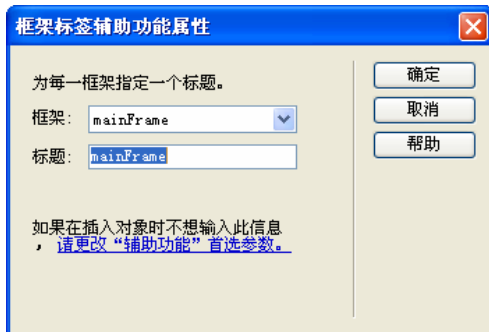 框架标签辅助功能属性
为每一框架指定一个标题。
框架: mainFrame
标题: mainFrame
如果在插入对象时不想输入此信息
，请更改“辅助功能”首选参数。
确定
取消
帮助